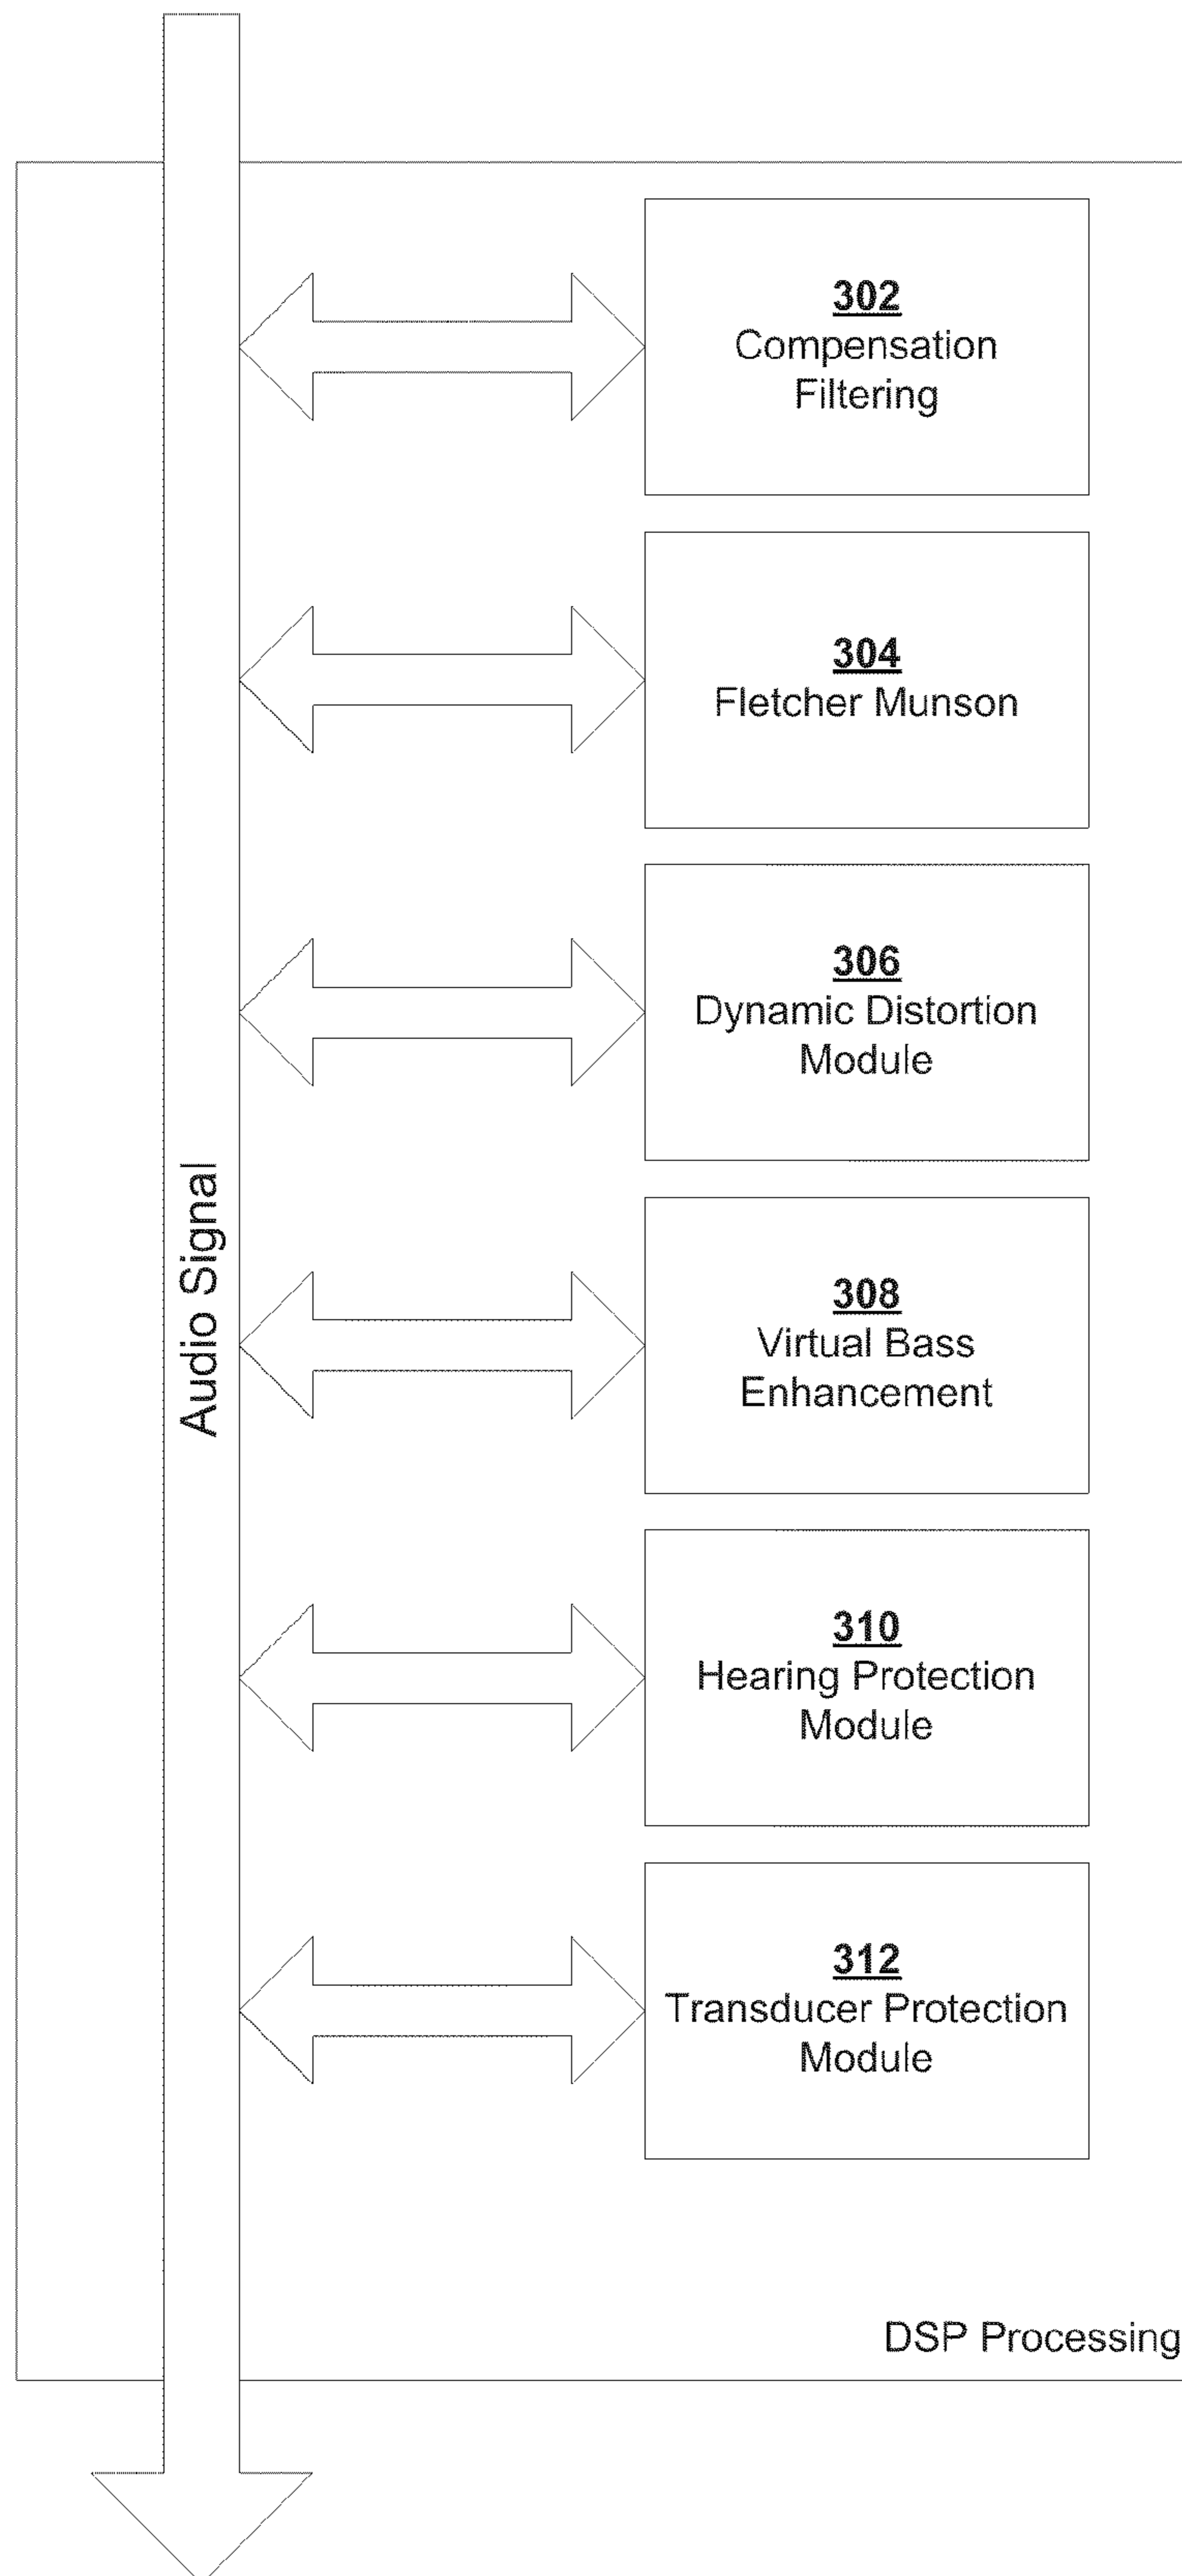 302
Compensation
Filtering
304
Fletcher Munson
306
Dynamic Distortion
Module
Audio Signal
308
Virtual Bass
Enhancement
310
Hearing Protection
Module
312
Transducer Protection
Module
DSP Processing